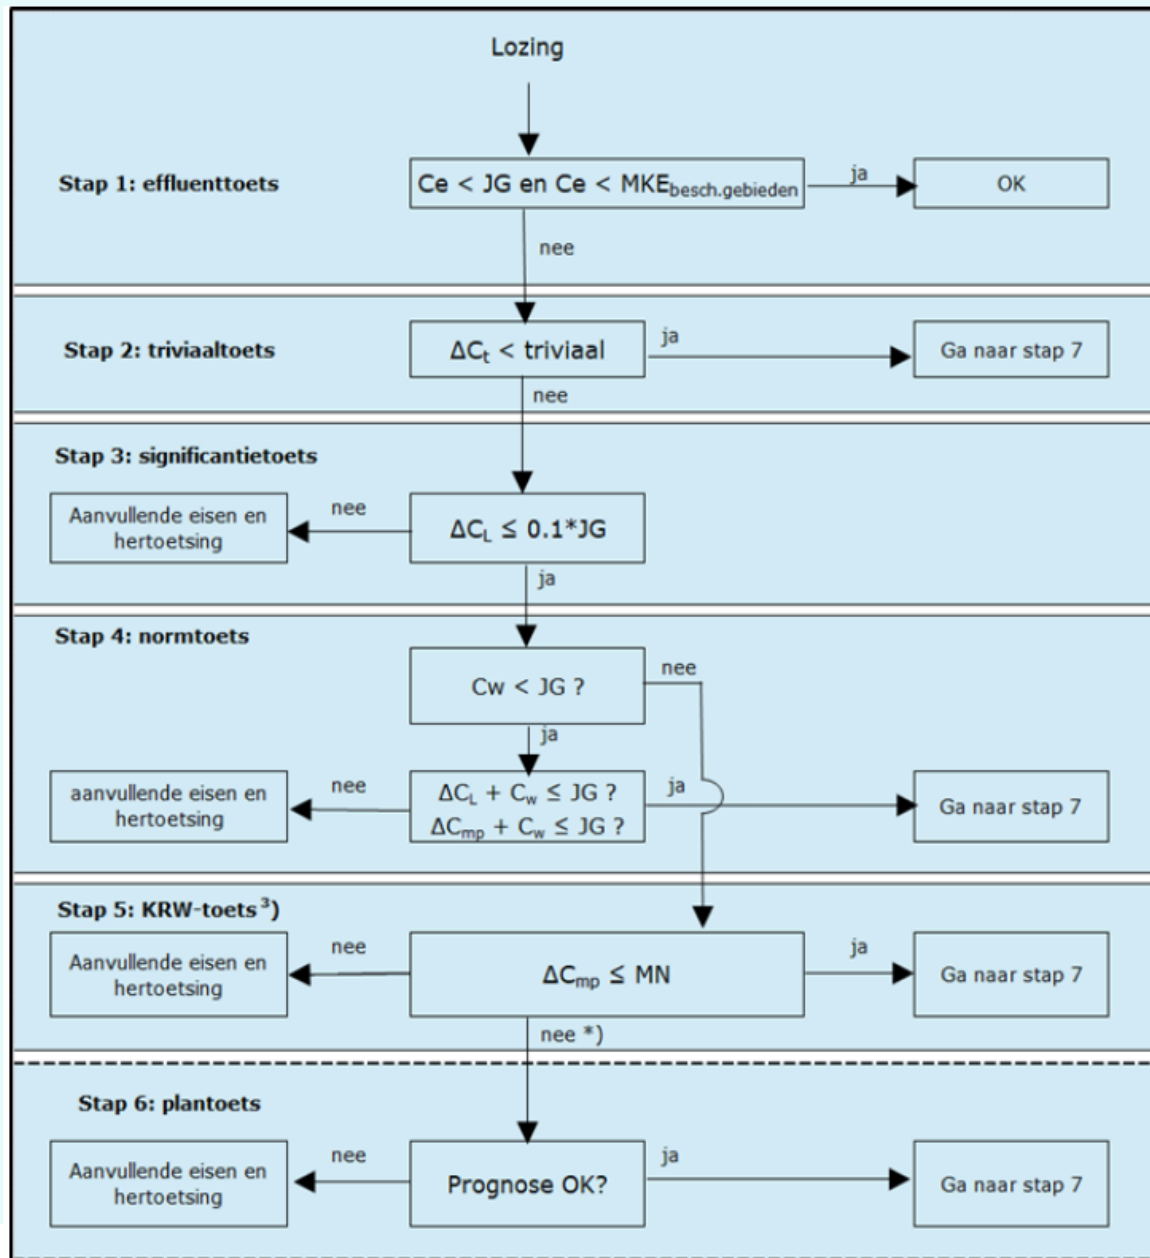 Lozing
Stap 1: effluenttoets
Ce < JG en Ce < MKE besch.gebieden
ja
OK
nee
Stap 2: triviaaltoets
ΔCt < triviaal
ja
Ga naar stap 7
nee
Stap 3: significantietoets
Aanvullende eisen en
hertoetsing
nee
ΔCL ≤ 0.1*JG
ja
Stap 4: normtoets
Cw < JG ?
nee
ja
aanvullende eisen en
hertoetsing
nee
ΔCL + Cw ≤ JG ?
ΔCmp + Cw ≤ JG ?
ja
Ga naar stap 7
Stap 5: KRW-toets³)
Aanvullende eisen en
hertoetsing
nee
ΔCmp ≤ MN
ja
Ga naar stap 7
nee *)
Stap 6: plantoets
Aanvullende eisen en
hertoetsing
nee
Prognose OK?
ja
Ga naar stap 7